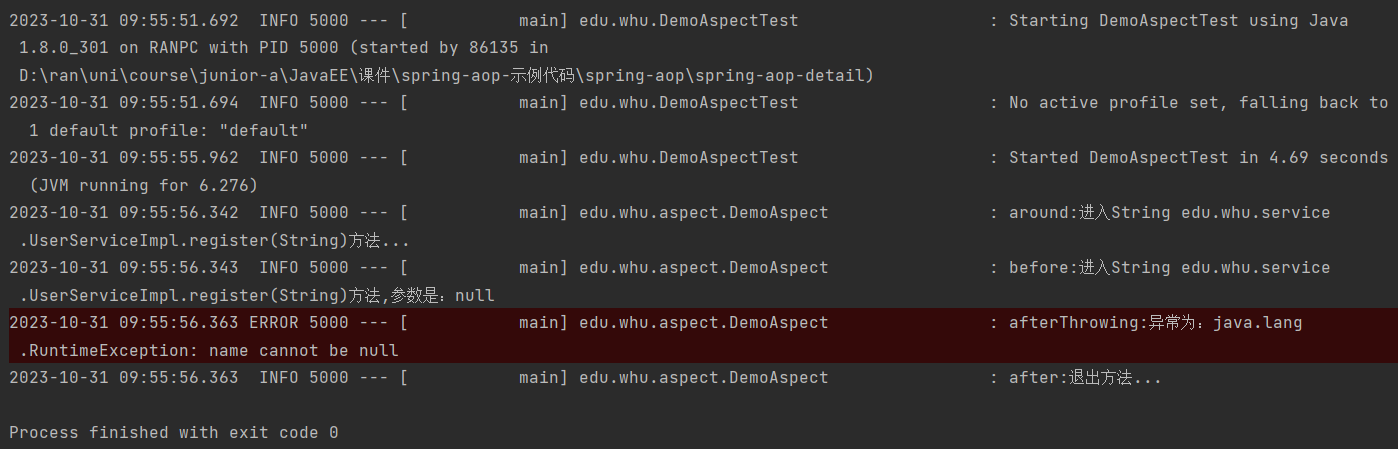 2023-10-31 09:55:51.692  INFO 5000 --- [           main] edu.whu.DemoAspectTest                   : Starting DemoAspectTest using Java
 1.8.0_301 on RANPC with PID 5000 (started by 86135 in
 D:\ran\uni\course\junior-a\JavaEE\课件\spring-aop-示例代码\spring-aop\spring-aop-detail)
2023-10-31 09:55:51.694  INFO 5000 --- [           main] edu.whu.DemoAspectTest                   : No active profile set, falling back to
  1 default profile: "default"
2023-10-31 09:55:55.962  INFO 5000 --- [           main] edu.whu.DemoAspectTest                   : Started DemoAspectTest in 4.69 seconds
  (JVM running for 6.276)
2023-10-31 09:55:56.342  INFO 5000 --- [           main] edu.whu.aspect.DemoAspect                : around:进入String edu.whu.service
 .UserServiceImpl.register(String)方法...
2023-10-31 09:55:56.343  INFO 5000 --- [           main] edu.whu.aspect.DemoAspect                : before:进入String edu.whu.service
 .UserServiceImpl.register(String)方法,参数是：null
2023-10-31 09:55:56.363 ERROR 5000 --- [           main] edu.whu.aspect.DemoAspect                : afterThrowing:异常为：java.lang
 .RuntimeException: name cannot be null
2023-10-31 09:55:56.363  INFO 5000 --- [           main] edu.whu.aspect.DemoAspect                : after:退出方法...
Process finished with exit code 0